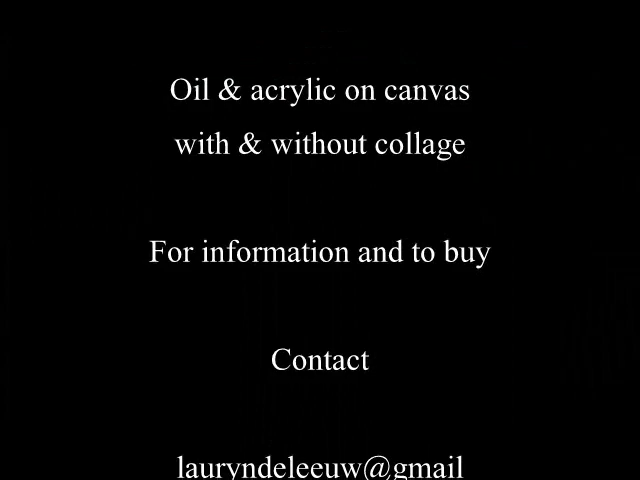 Oil & acrylic on canvas
with & without collage
For information and to buy
Contact
lauryndeleeuw@gmail